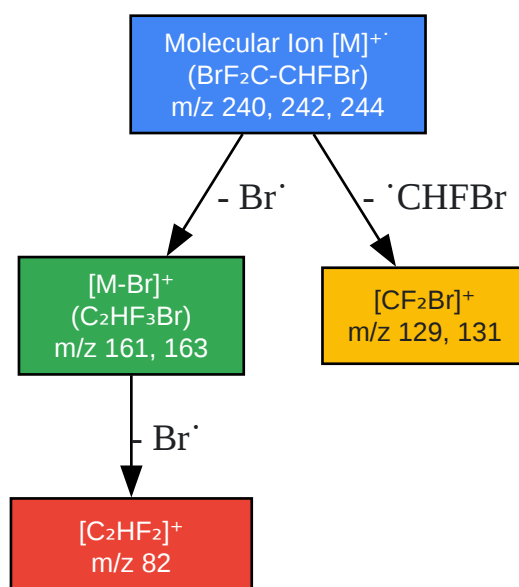 Molecular Ion [M]⁺˙
(BrF₂C-CHFBr)
m/z 240, 242, 244
- Br˙
- ˙CHFBr
[M-Br]⁺
(C₂HF₃Br)
m/z 161, 163
[CF₂Br]⁺
m/z 129, 131
- Br˙
[C₂HF₂]⁺
m/z 82